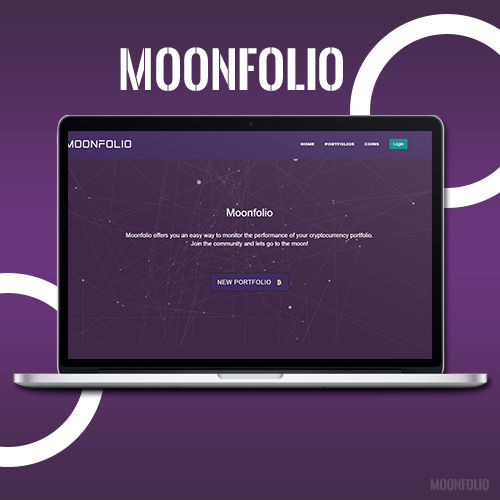 MOONFOLIO
MOONFOLIO
HOME PORTFOLIOS COINS Login
Moonfolio
Moonfolio offers you an easy way to monitor the performance of your cryptocurrency portfolio.
Join the community and lets go to the moon!
NEW PORTFOLIO
MOONFOLIO